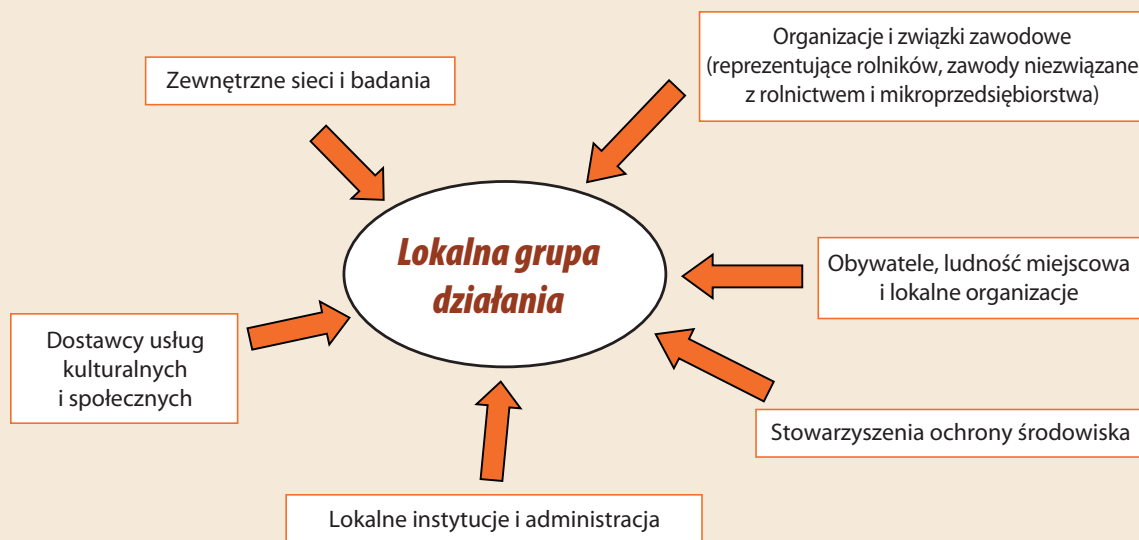 Organizacje i związki zawodowe
(reprezentujące rolników, zawody niezwiązane
z rolnictwem i mikroprzedsiębiorstwa)
Zewnętrzne sieci i badania
Lokalna grupa
działania
Obywatele, ludność miejscowa
i lokalne organizacje
Dostawcy usług
kulturalnych
i społecznych
Stowarzyszenia ochrony środowiska
Lokalne instytucje i administracja